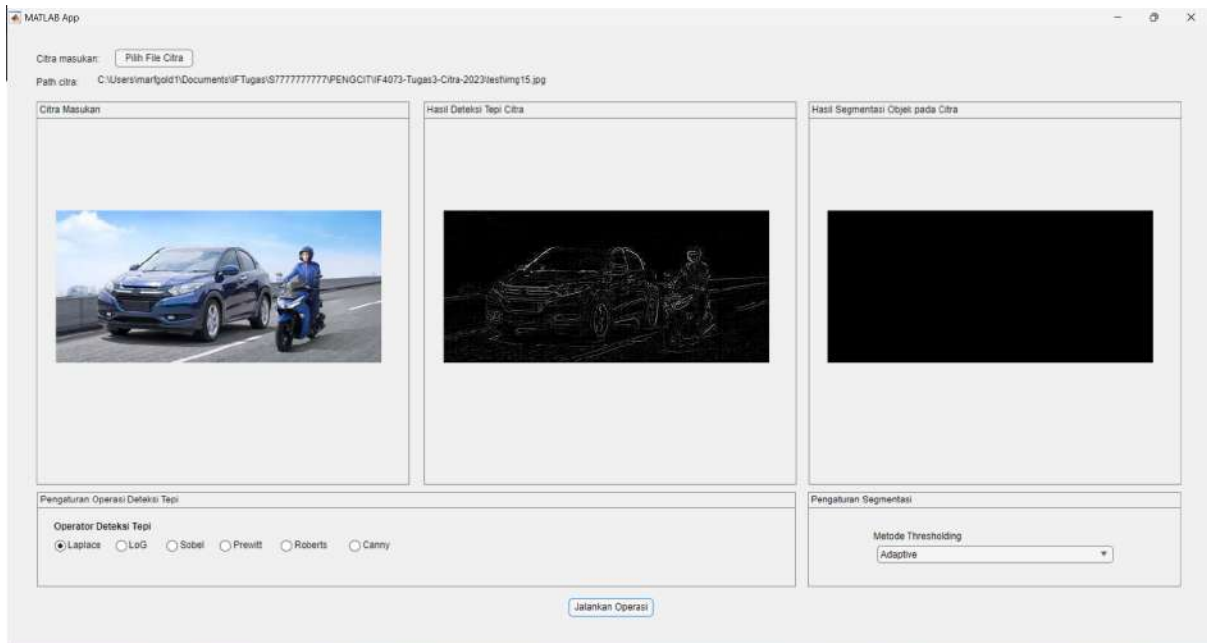 MATLAB App
Citra masukan: Pilih File Citra
Path citra: C:\Users\marfgold1\Documents\IFTugas\S7777777777\PENGCIT\IF4073-Tugas3-Citra-2023\test\img15.jpg
Citra Masukan
Hasil Deteksi Tepi Citra
Hasil Segmentasi Objek pada Citra
Pengaturan Operasi Deteksi Tepi
Operator Deteksi Tepi
Laplace LoG Sobel Prewitt Roberts Canny
Pengaturan Segmentasi
Metode Thresholding
Adaptive
Jalankan Operasi